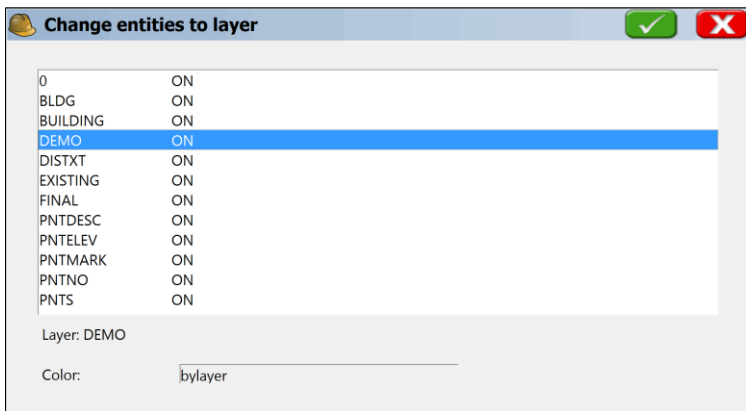 Change entities to layer
0 ON
BLDG ON
BUILDING ON
DEMO ON
DISTXT ON
EXISTING ON
FINAL ON
PNTDESC ON
PNTELEV ON
PNTMARK ON
PNTNO ON
PNTS ON
Layer: DEMO
Color: bylayer